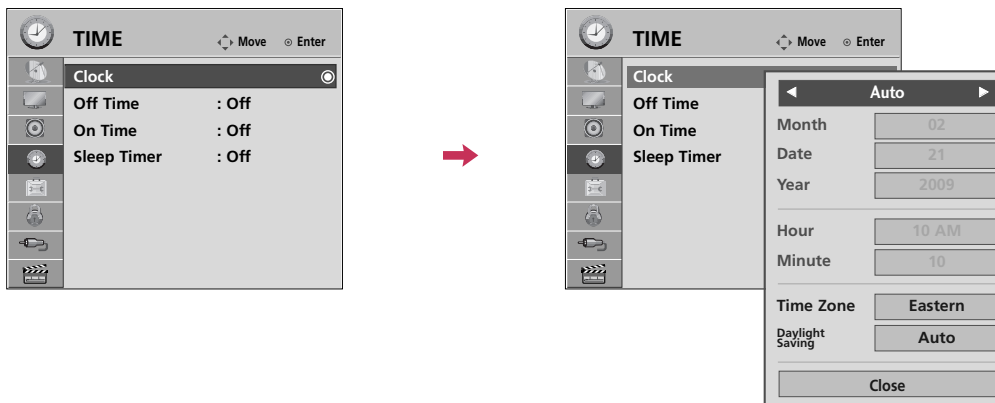 TIME Move Enter
Clock
Off Time : Off
On Time : Off
Sleep Timer : Off
TIME Move Enter
Clock
Off Time
On Time
Sleep Timer
Auto
Month 02
Date 21
Year 2009
Hour 10 AM
Minute 10
Time Zone Eastern
Daylight
Saving Auto
Close